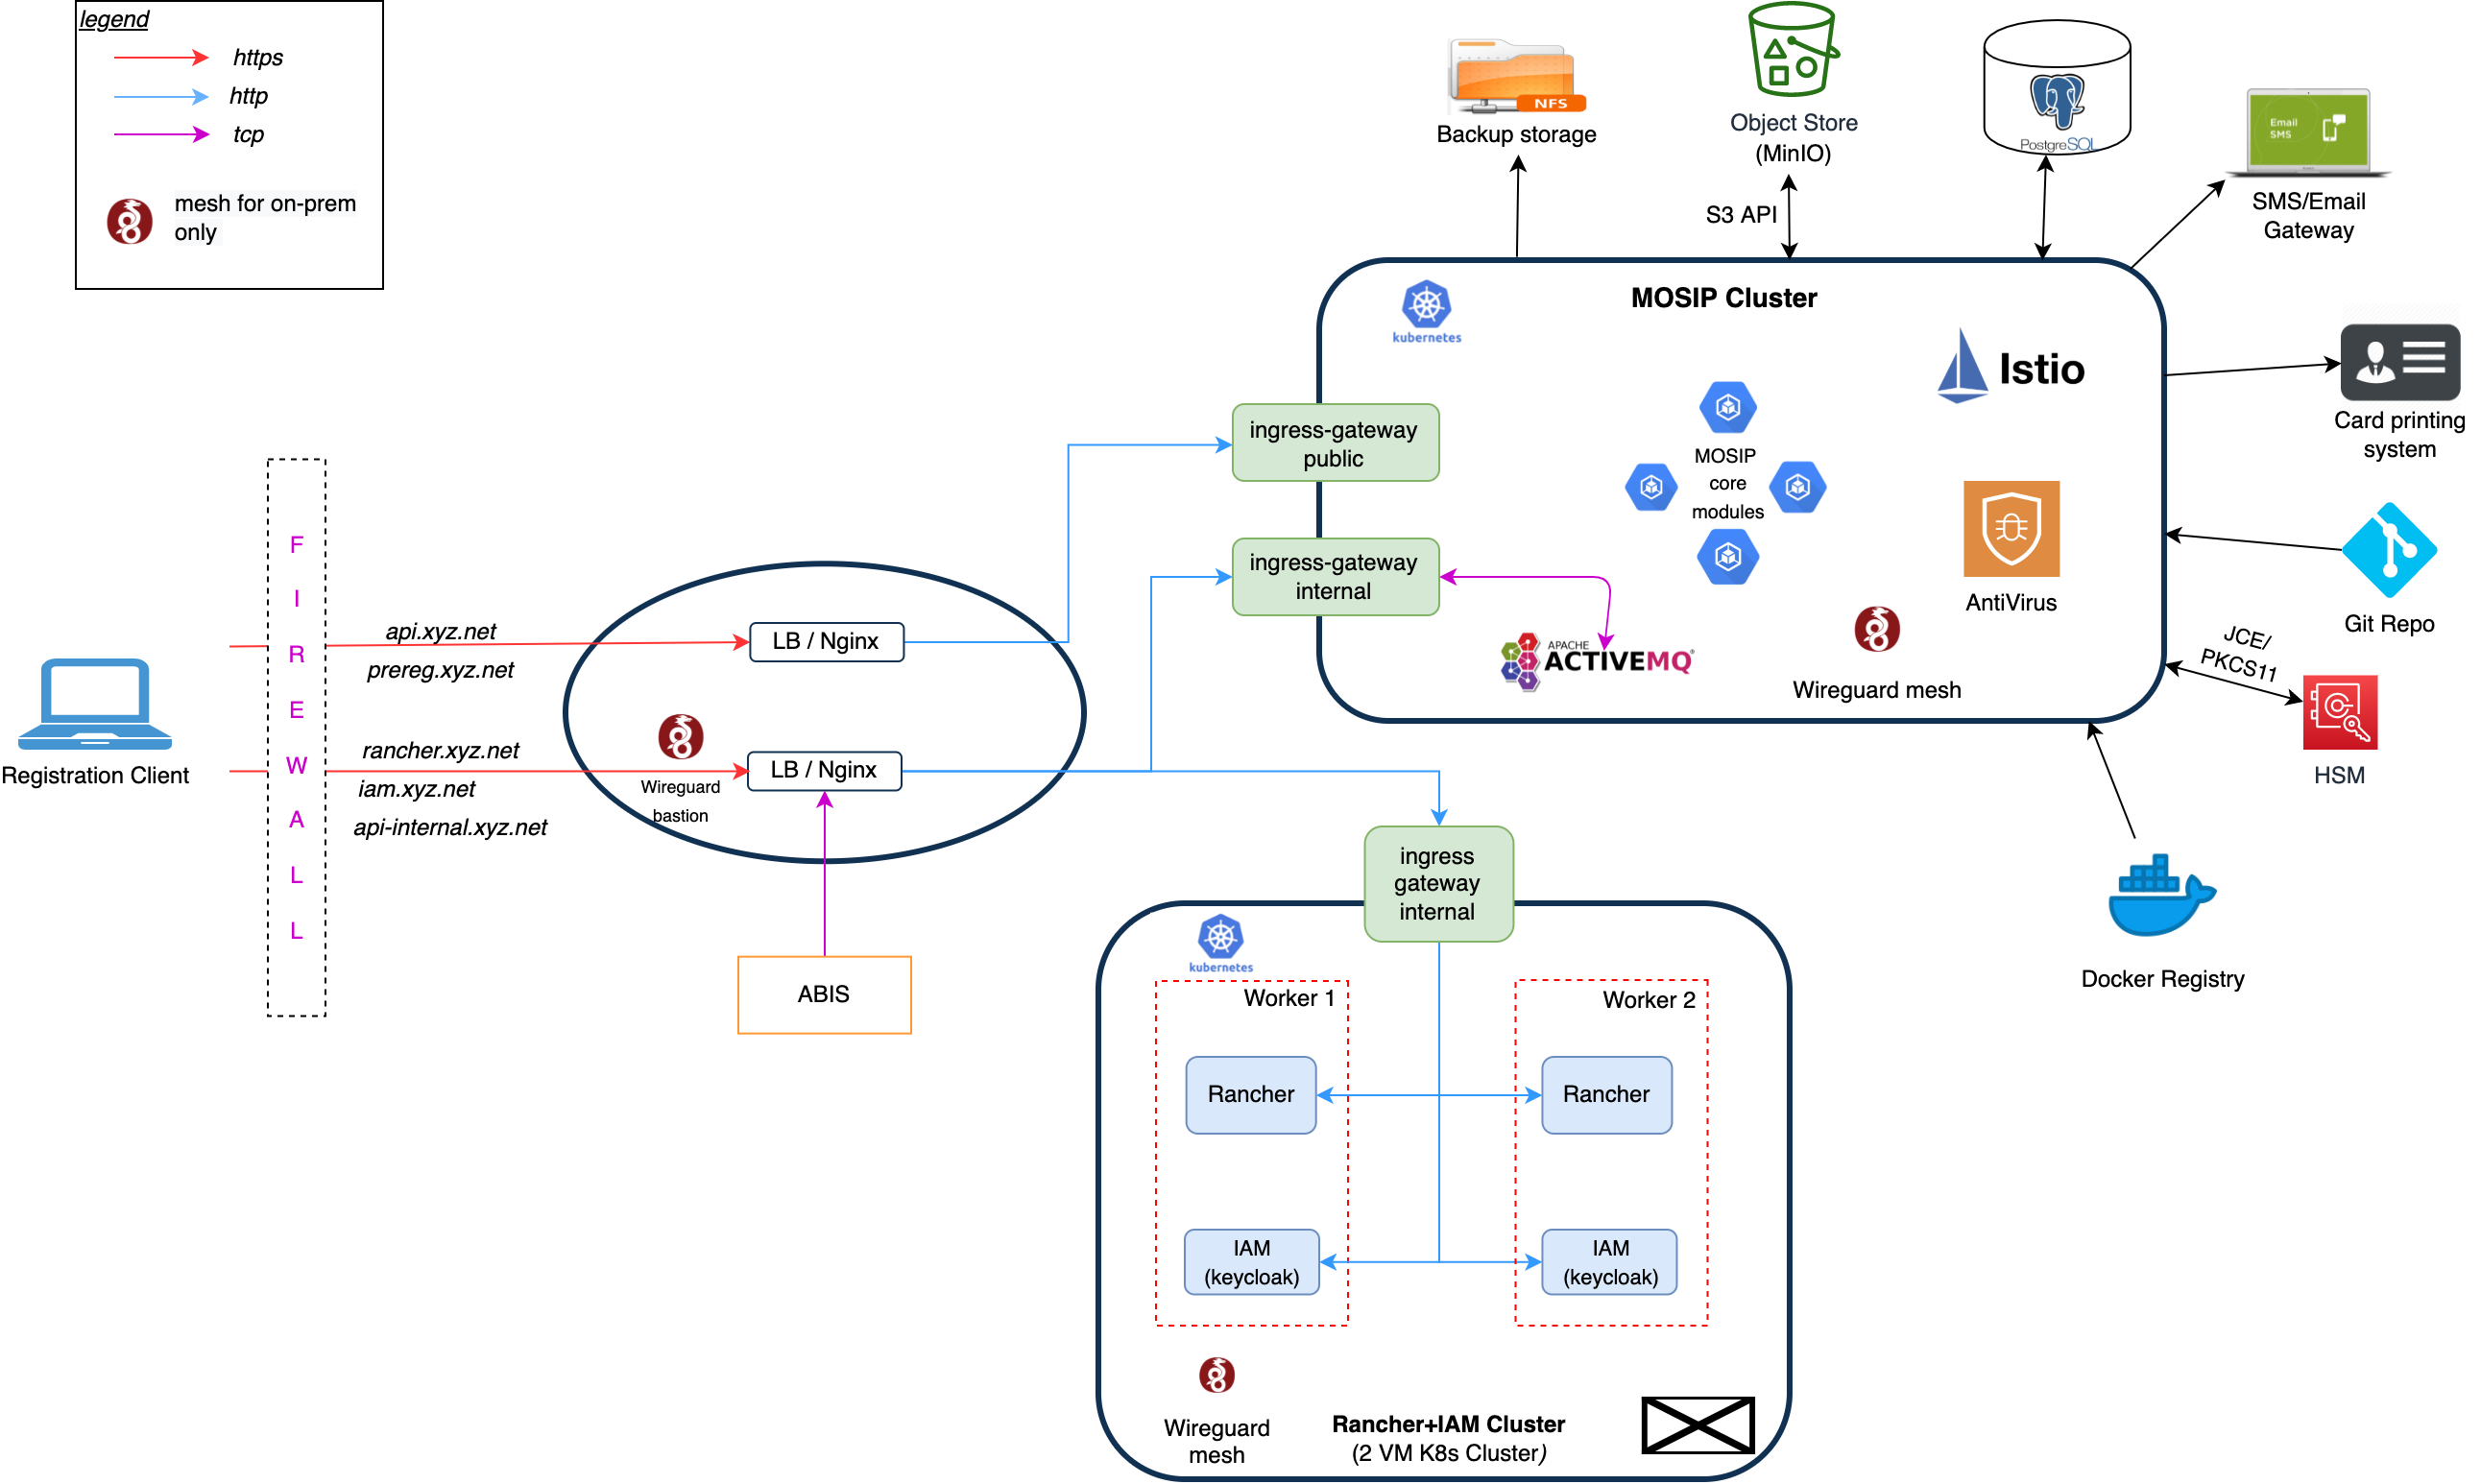 legend
https
http
tcp
mesh for on-prem
only
NFS
Backup storage
Object Store
(MinIO)
S3 API
PostgreSQL
Email
SMS
SMS/Email
Gateway
MOSIP Cluster
kubernetes
Istio
Card printing
system
ingress-gateway
public
MOSIP
core
modules
ingress-gateway
internal
AntiVirus
Git Repo
JCE/
PKCS11
HSM
APACHE
ACTIVEMQ
Wireguard mesh
Docker Registry
Registration Client
F
I
R
E
W
A
L
L
api.xyz.net
prereg.xyz.net
rancher.xyz.net
iam.xyz.net
api-internal.xyz.net
LB / Nginx
LB / Nginx
Wireguard
bastion
ABIS
ingress
gateway
internal
kubernetes
Worker 1
Worker 2
Rancher
Rancher
IAM
(keycloak)
IAM
(keycloak)
Wireguard
mesh
Rancher+IAM Cluster
(2 VM K8s Cluster)